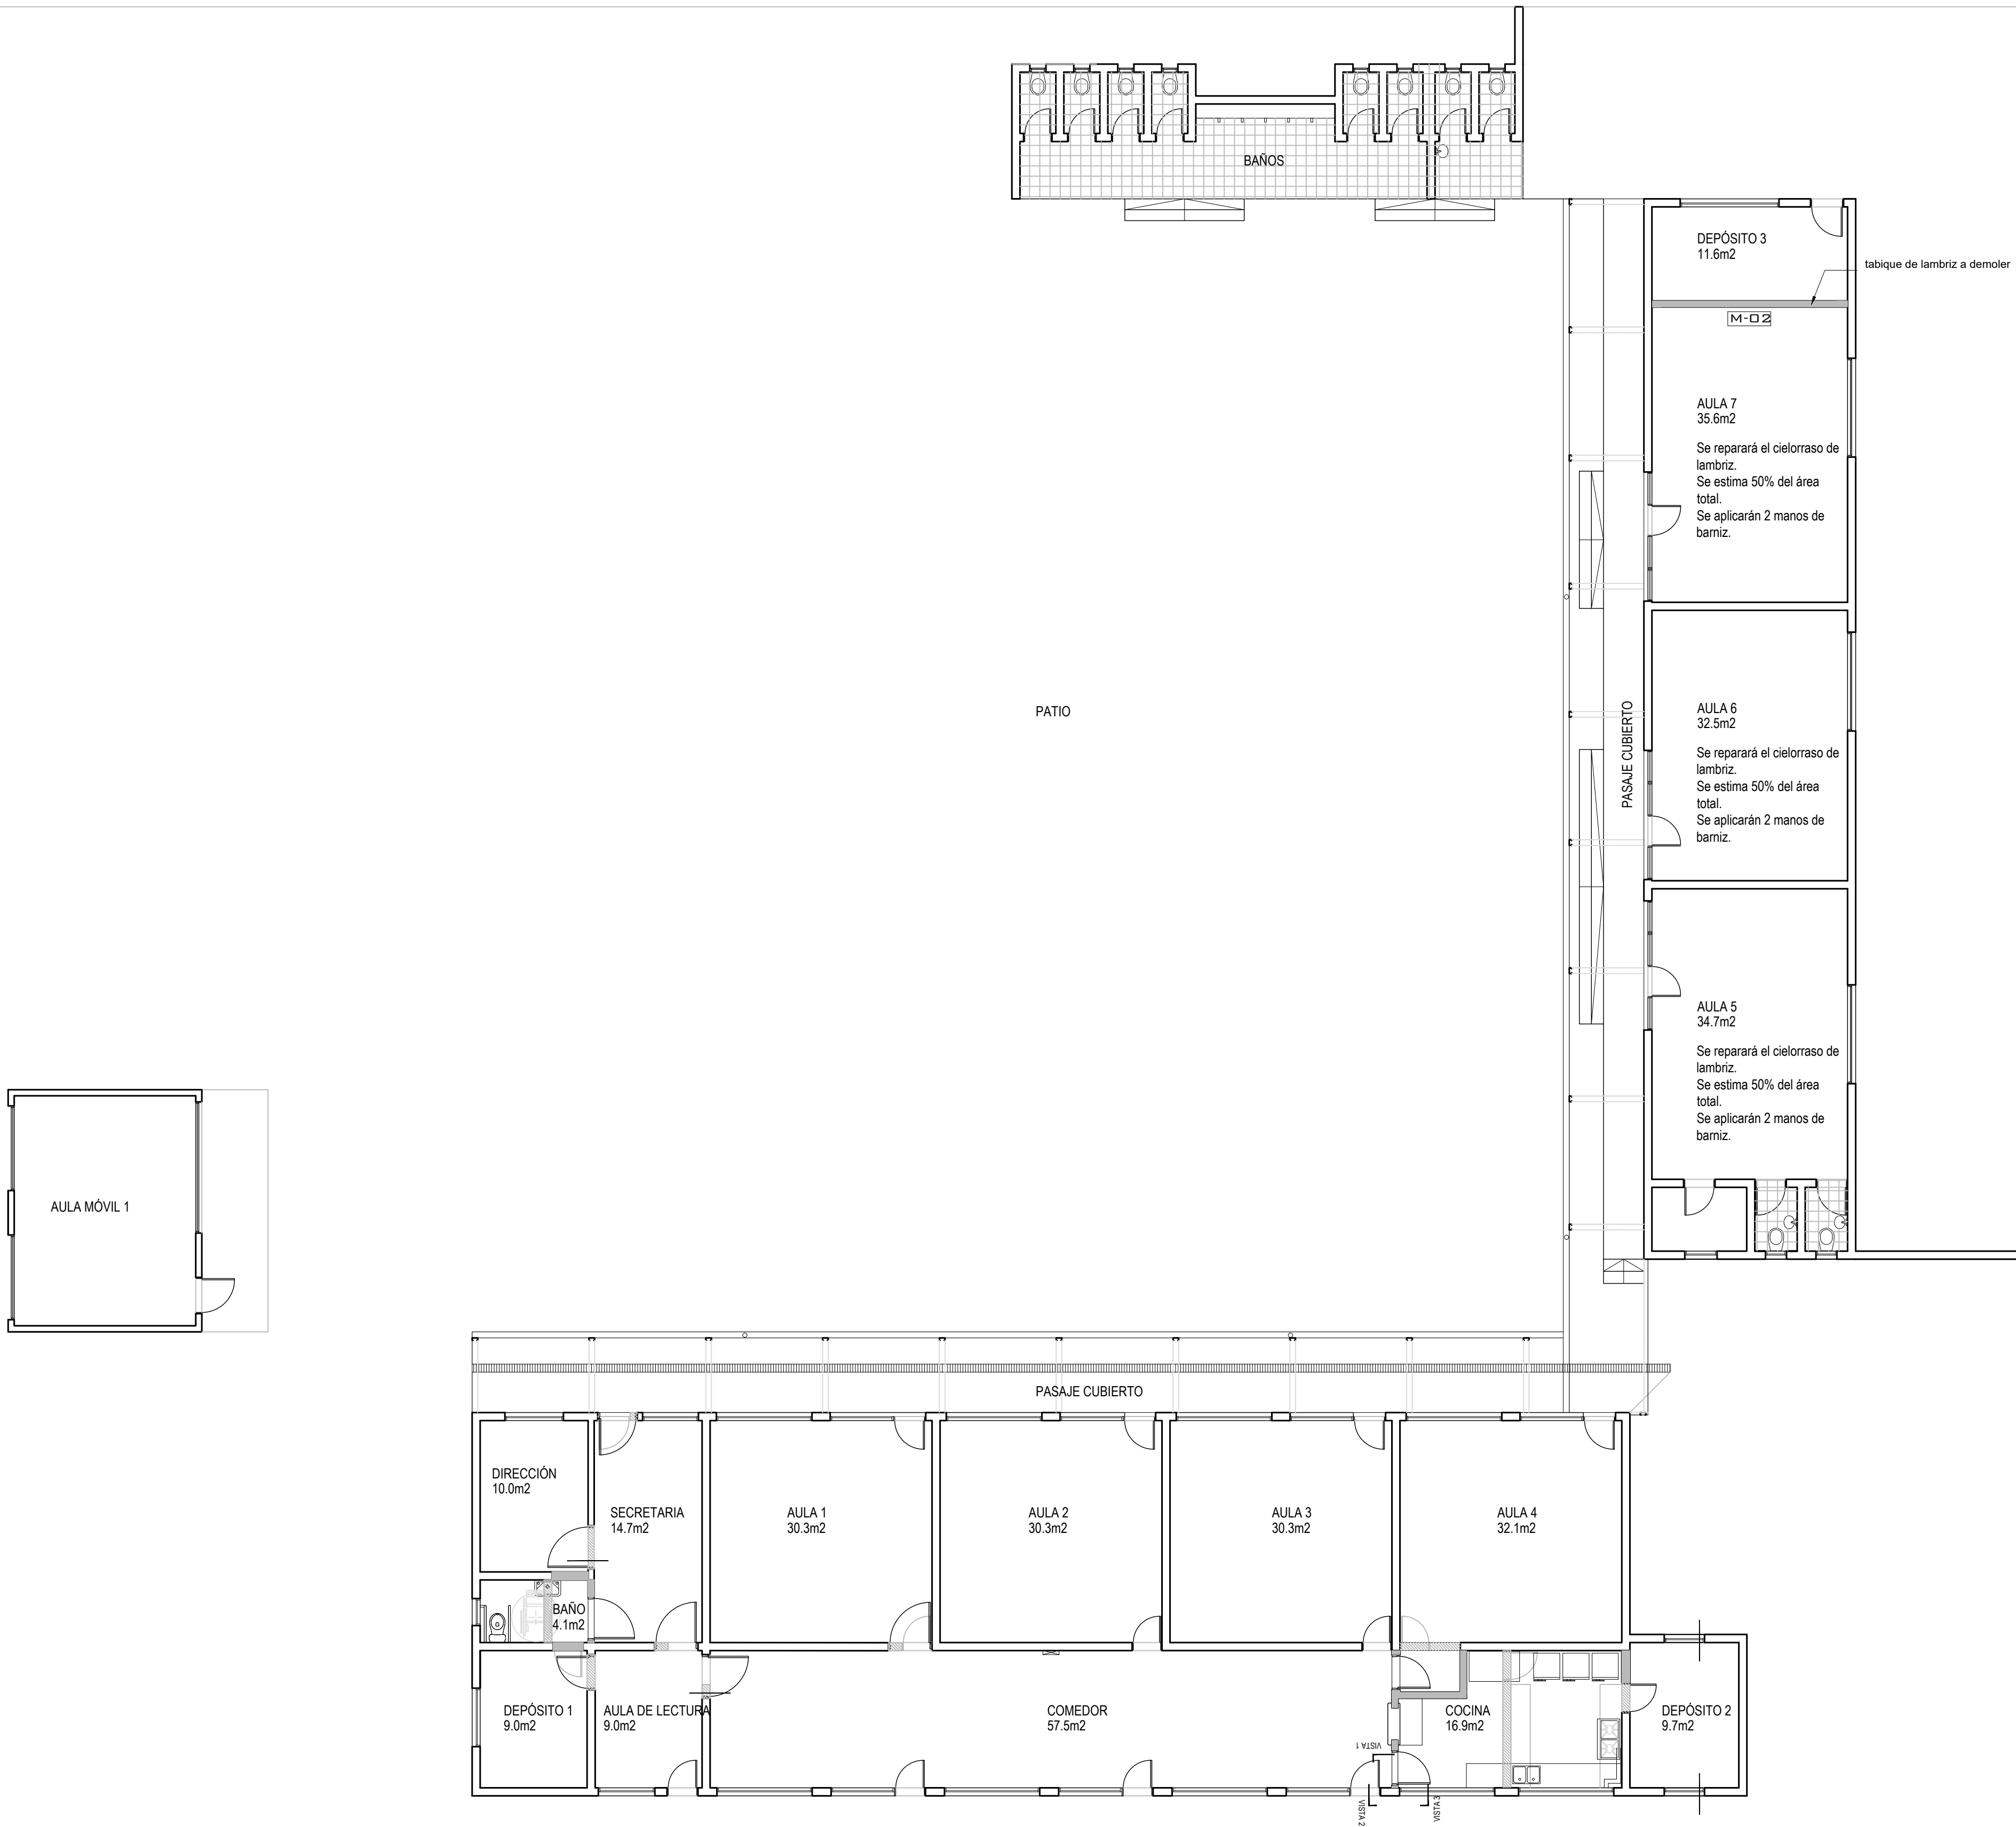 BAÑOS
DEPÓSITO 3
11.6m2
tabique de lambriz a demoler
M-02
AULA 7
35.6m2
Se reparará el cielorraso de
lambriz.
Se estima 50% del área
total.
Se aplicarán 2 manos de
barniz.
PATIO
PASAJE CUBIERTO
AULA 6
32.5m2
Se reparará el cielorraso de
lambriz.
Se estima 50% del área
total.
Se aplicarán 2 manos de
barniz.
AULA 5
34.7m2
Se reparará el cielorraso de
lambriz.
Se estima 50% del área
total.
Se aplicarán 2 manos de
barniz.
AULA MÓVIL 1
PASAJE CUBIERTO
DIRECCIÓN
10.0m2
SECRETARIA
14.7m2
AULA 1
30.3m2
AULA 2
30.3m2
AULA 3
30.3m2
AULA 4
32.1m2
BAÑO
4.1m2
DEPÓSITO 1
9.0m2
AULA DE LECTURA
9.0m2
COMEDOR
57.5m2
COCINA
16.9m2
DEPÓSITO 2
9.7m2
VISTA 1
VISTA 2
VISTA 3